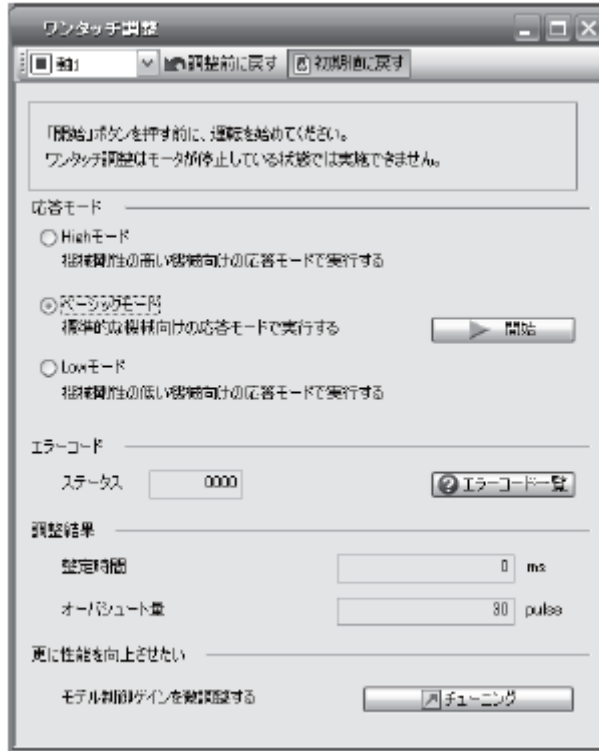 ワンタッチ調整
軸1 調整前に戻す 初期値に戻す
「開始」ボタンを押す前に、運転を始めてください。
ワンタッチ調整はモータが停止している状態では実施できません。
応答モード
Highモード
機械剛性の高い機械向けの応答モードで実行する
ベーシックモード
標準的な機械向けの応答モードで実行する
開始
Lowモード
機械剛性の低い機械向けの応答モードで実行する
エラーコード
ステータス 0000 エラーコード一覧
調整結果
整定時間 0 ms
オーバシュート量 30 pulse
更に性能を向上させたい
モデル制御ゲインを微調整する チューニング